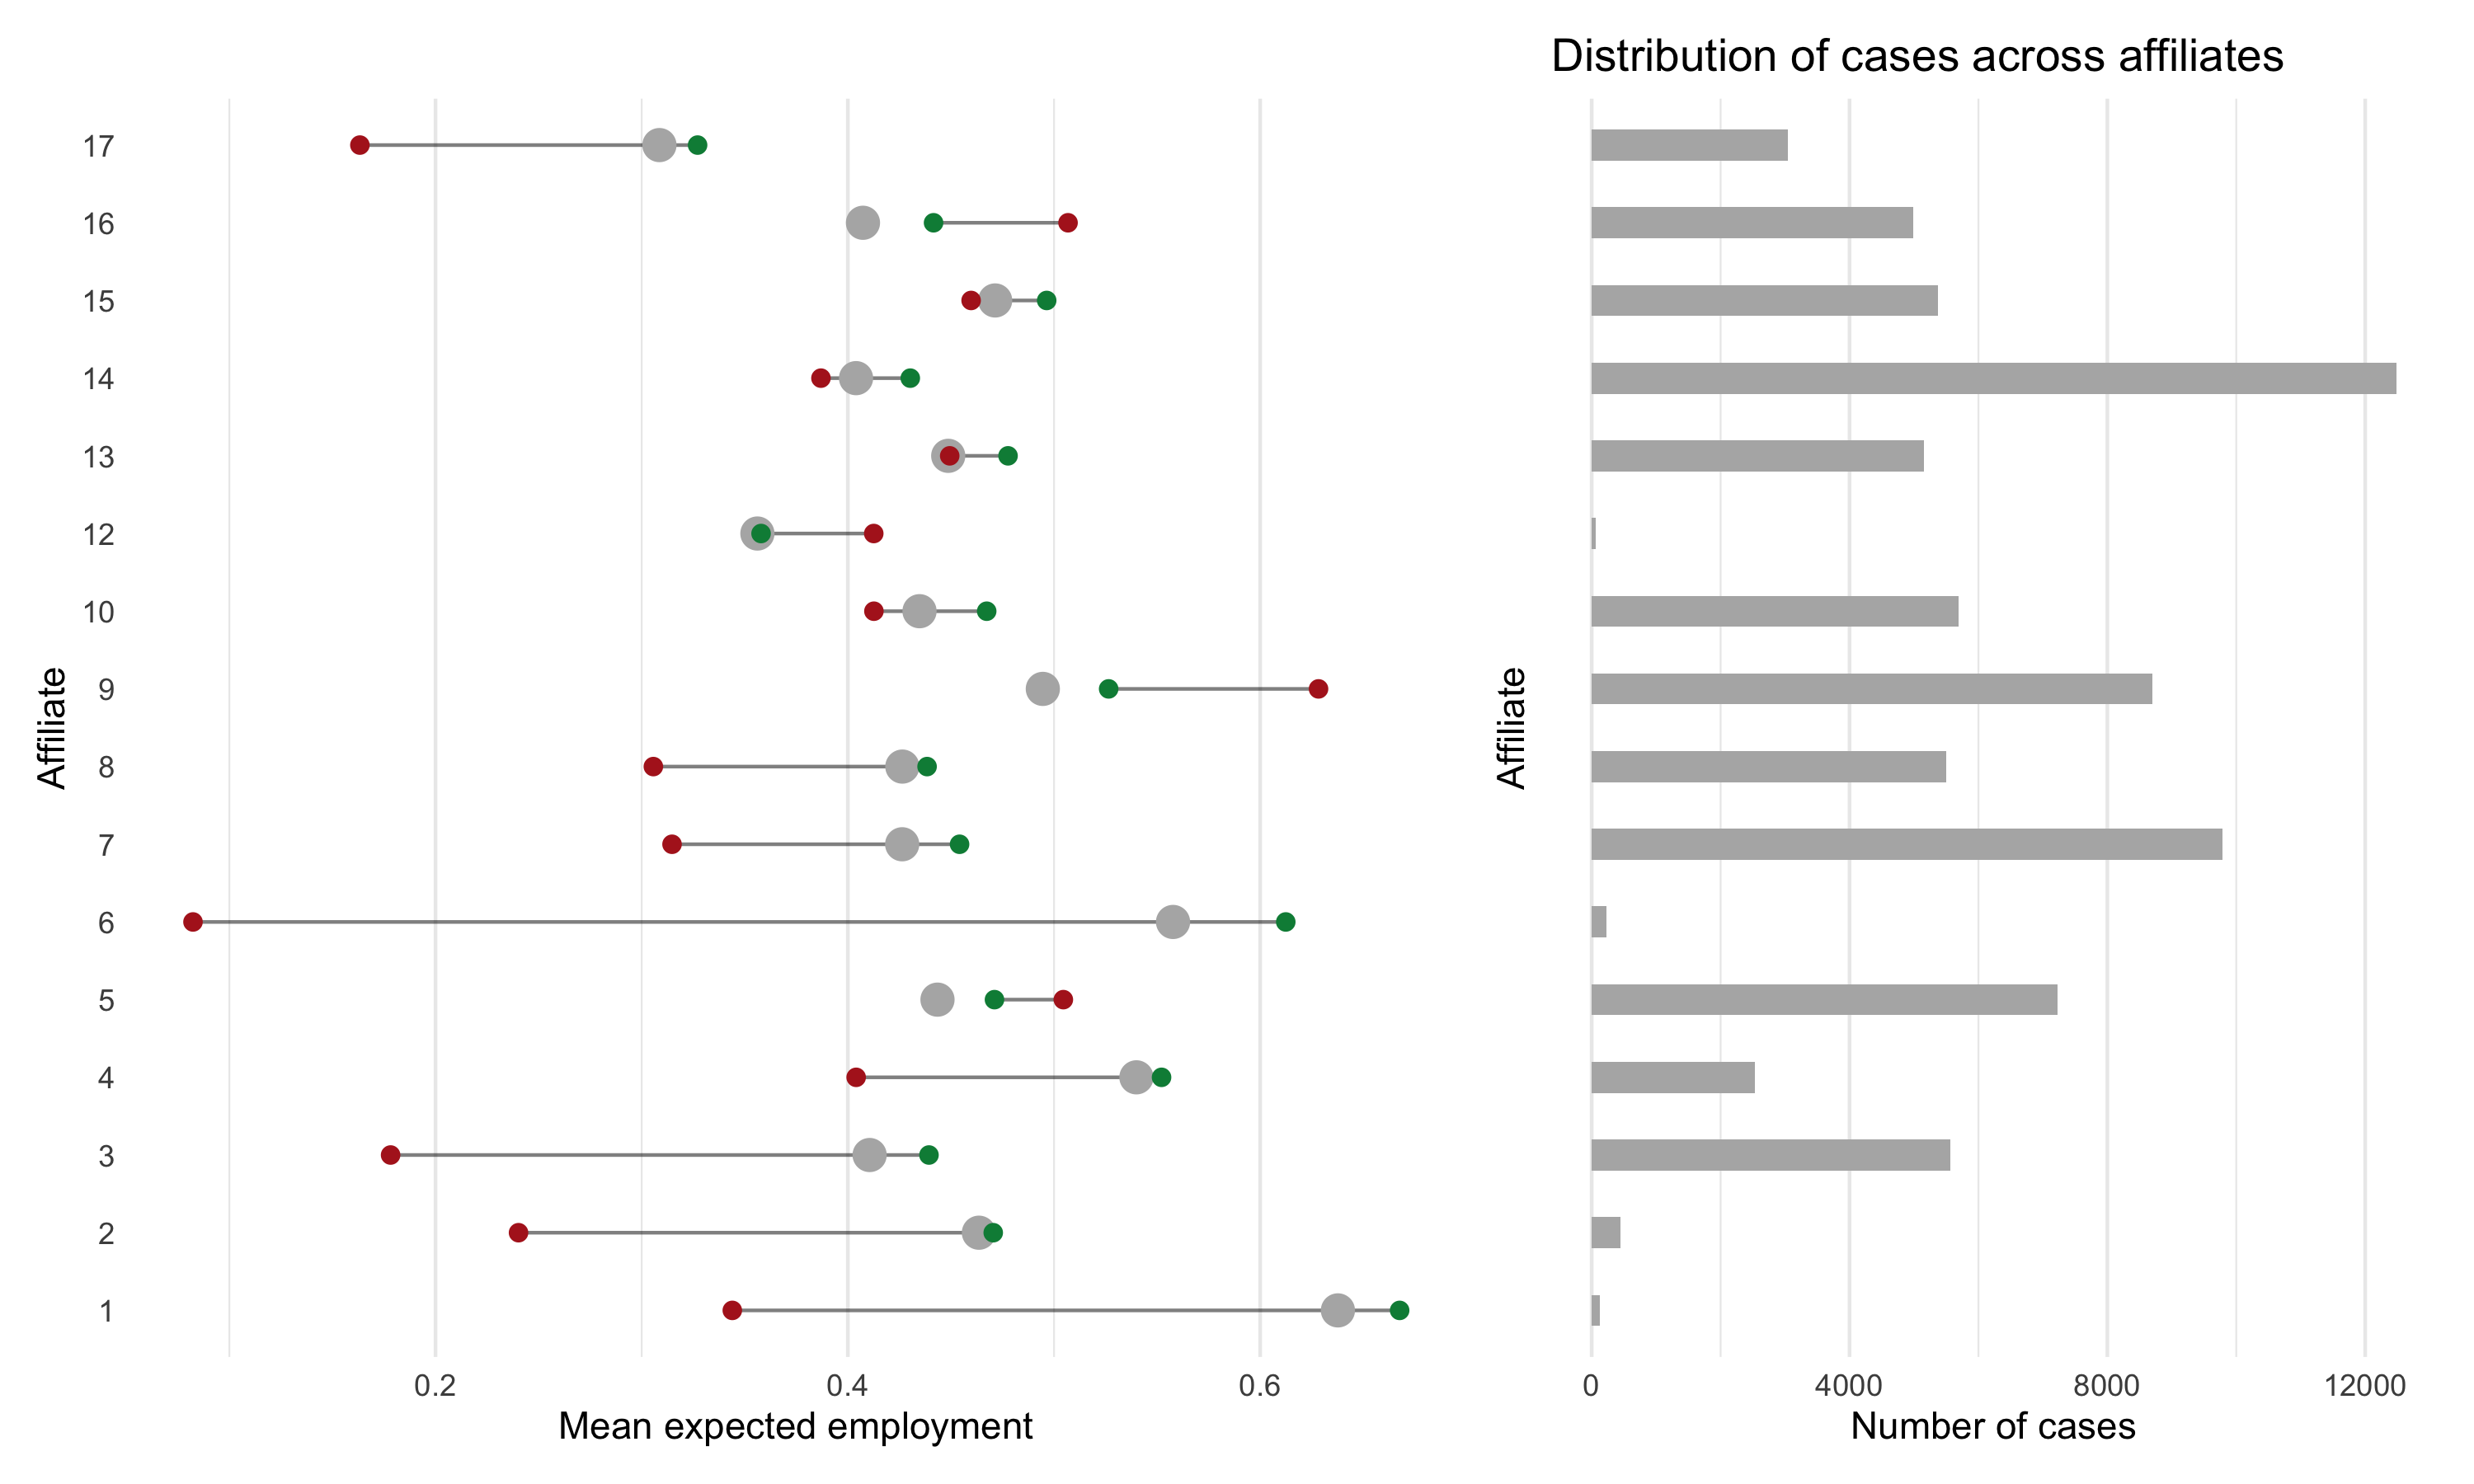 Distribution of cases across affiliates
17
16
15
14
13
12
10
9
8
7
6
5
4
3
2
1
Affiliate
0.2 0.4 0.6
Mean expected employment
Affiliate
0 4000 8000 12000
Number of cases